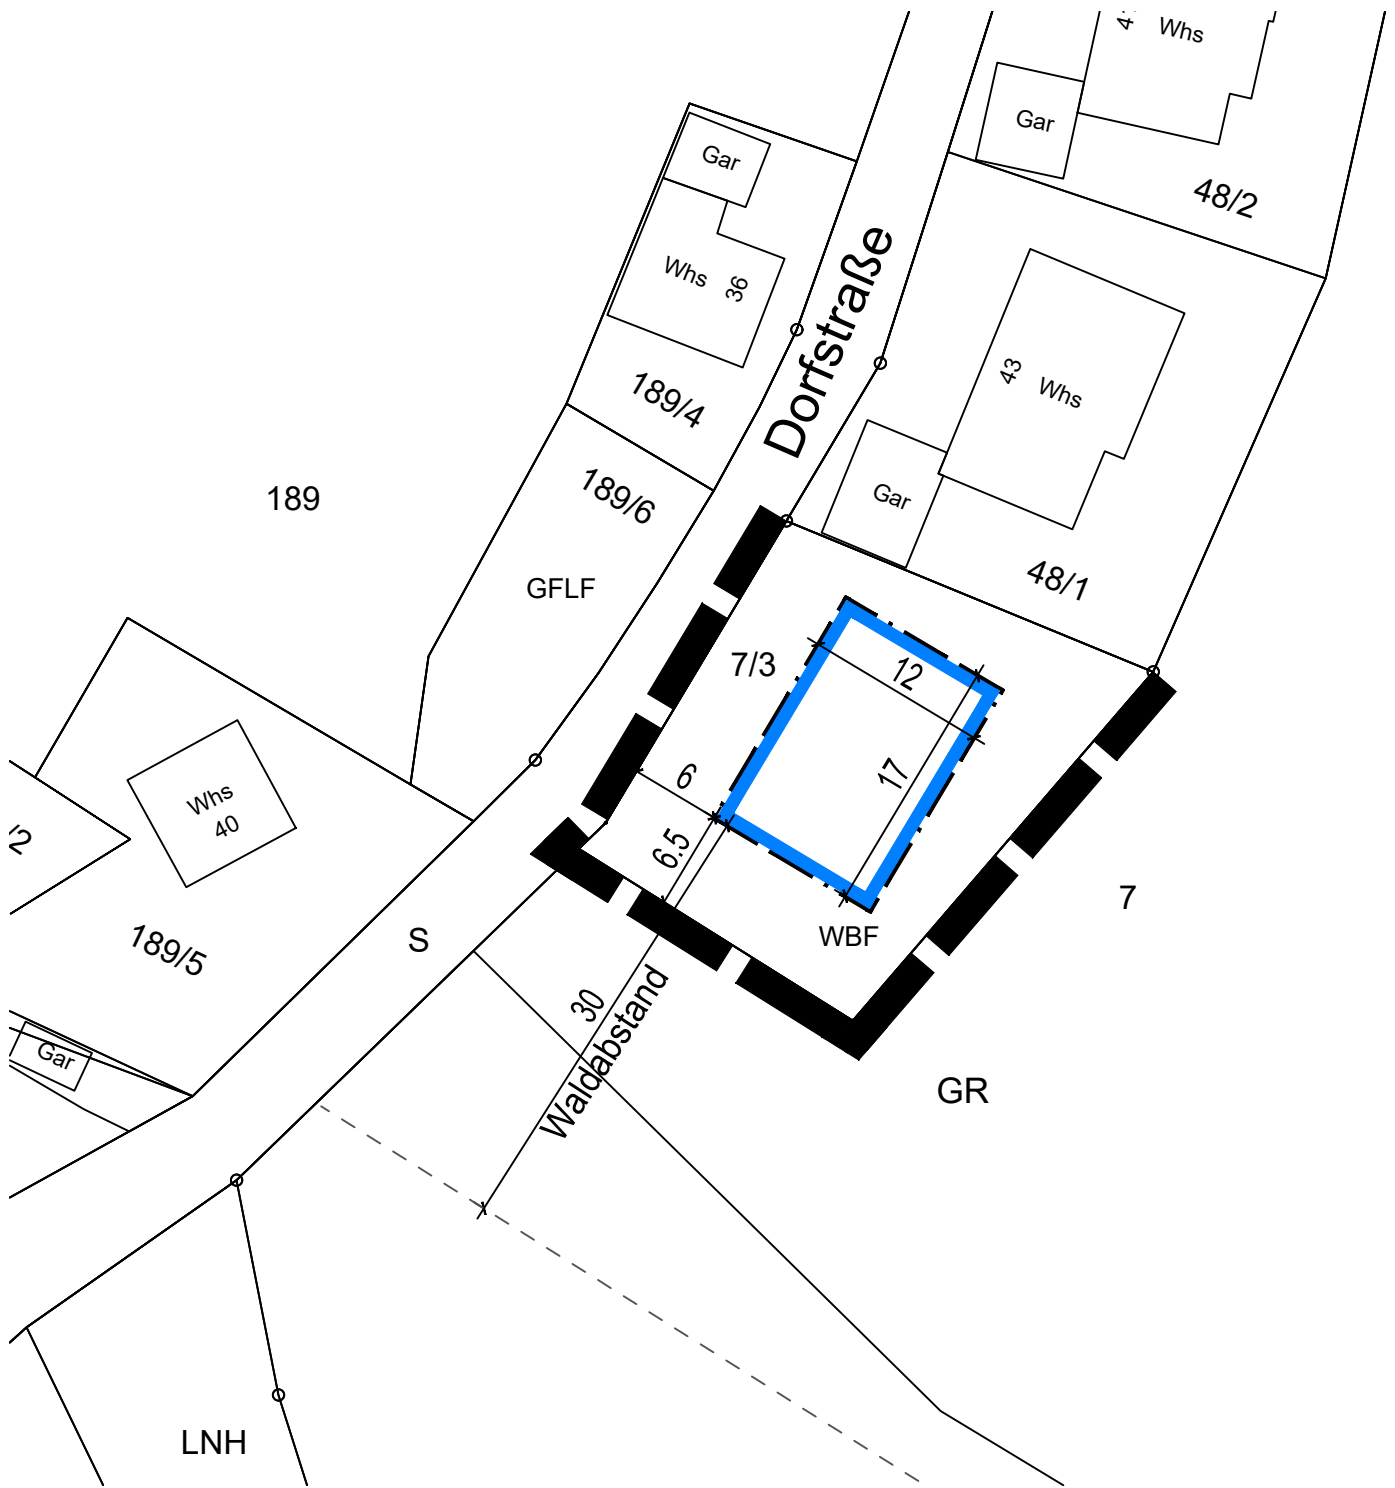 Whs
Gar
48/2
Gar
Whs
36
Dorfstraße
43
Whs
189/4
189/6
189
Gar
GFLF
48/1
7/3
12
17
6
6.5
Whs
40
/2
7
WBF
S
189/5
30
Waldabstand
Gar
GR
LNH